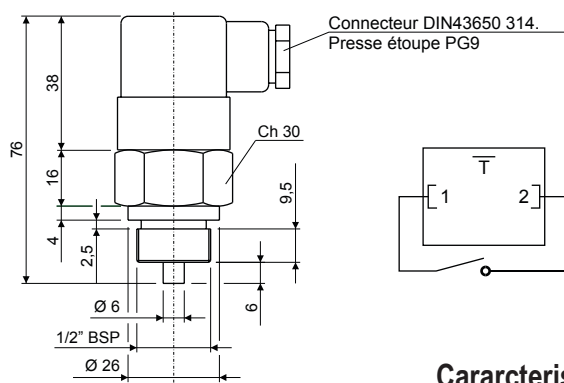 Connecteur DIN43650 314.
Presse étoupe PG9
38
76
Ch 30
16
9,5
4
2,5
6
Ø 6
1/2” BSP
Ø 26
T
1
2
Cararcteris